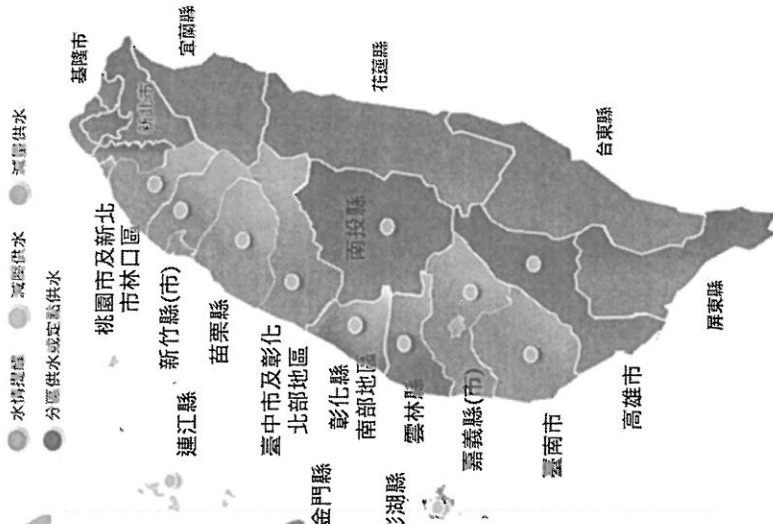 水情提醒
減壓供水
減量供水
分區供水或定點供水
基隆市
新北市
宜蘭縣
桃園市及新北
市林口區
新竹縣(市)
苗栗縣
連江縣
臺中市及彰化
北部地區
花蓮縣
南投縣
彰化縣
南部地區
金門縣
雲林縣
澎湖縣
嘉義縣(市)
臺南市
台東縣
高雄市
屏東縣